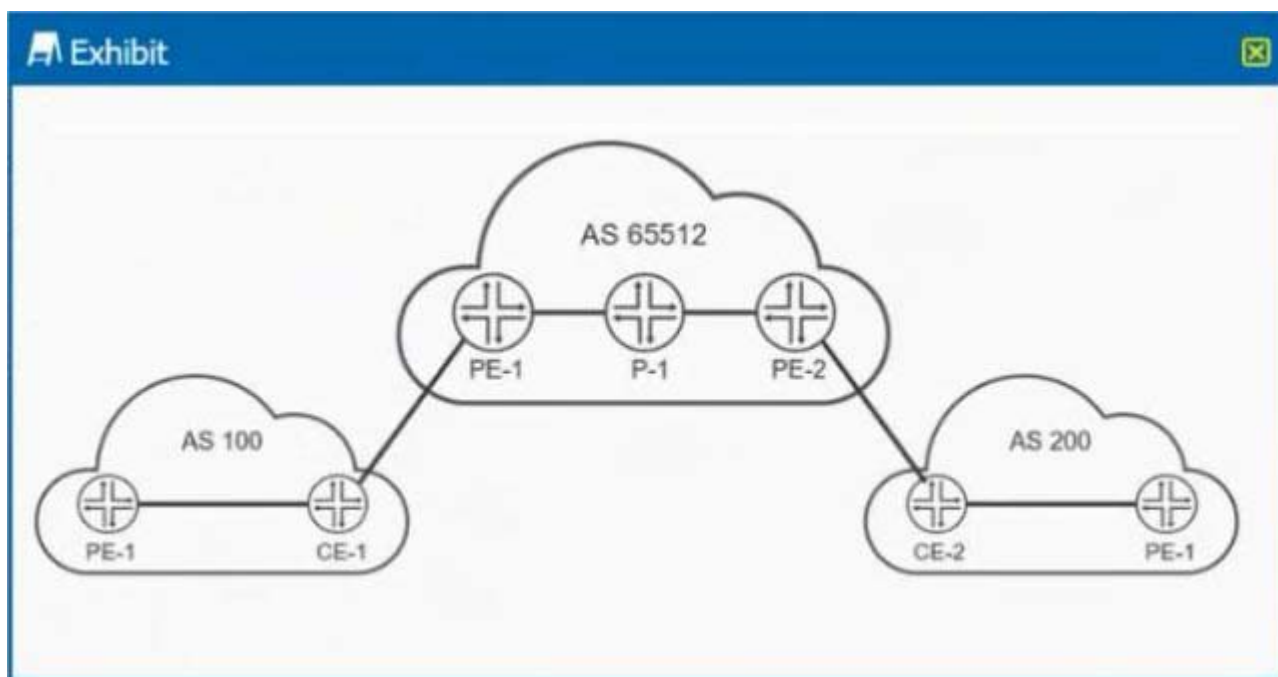 Exhibit
AS 65512
PE-1 P-1 PE-2
AS 100
AS 200
PE-1 CE-1
CE-2 PE-1